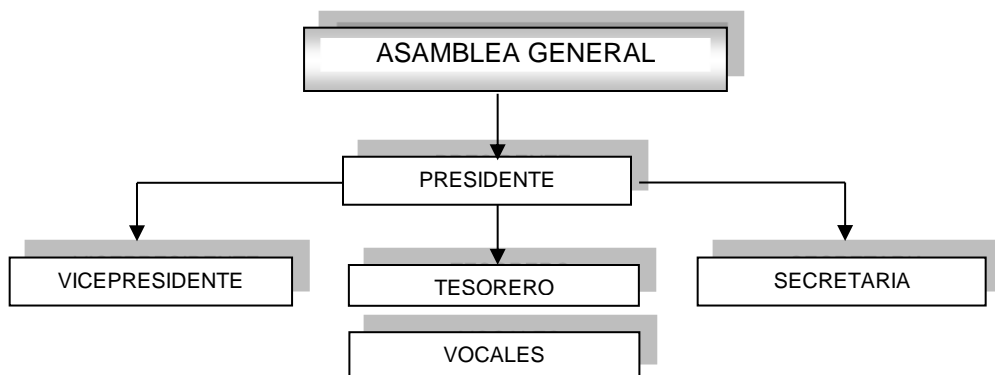 ASAMBLEA GENERAL
PRESIDENTE
VICEPRESIDENTE
TESORERO
SECRETARIA
VOCALES